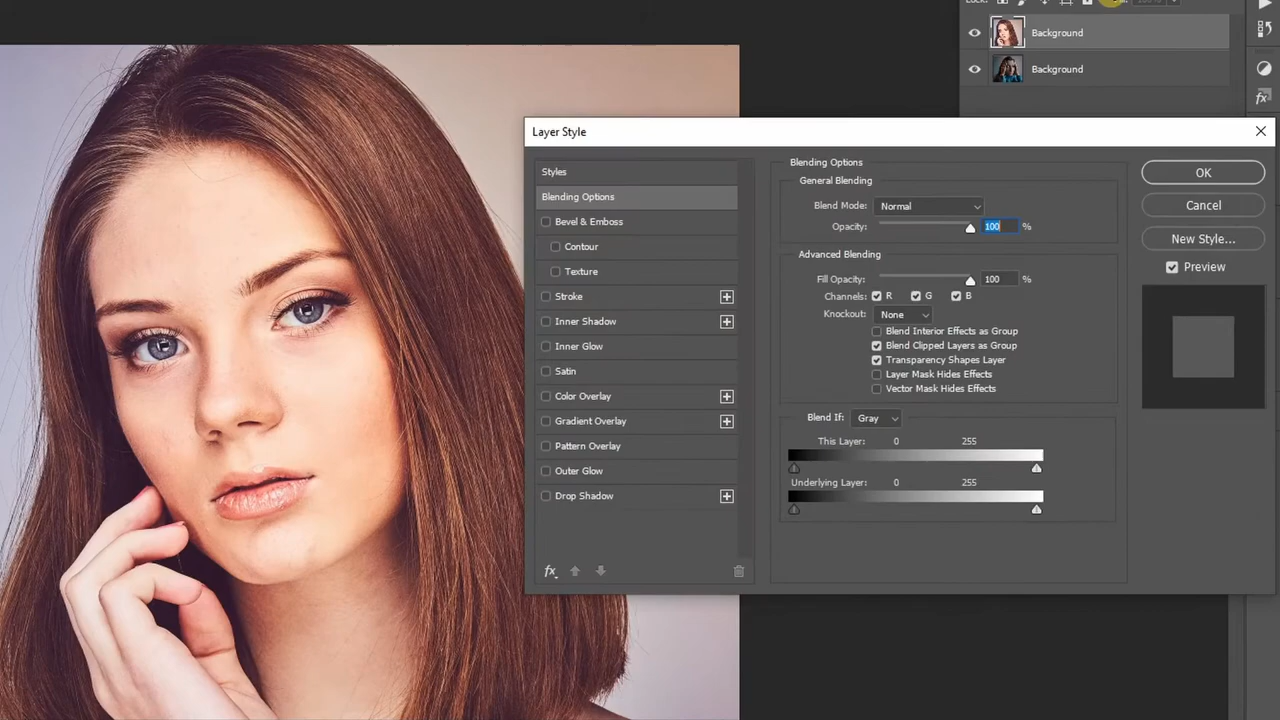 Lock:
Background
Background
Layer Style
Styles
Blending Options
Bevel & Emboss
Contour
Texture
Stroke
Inner Shadow
Inner Glow
Satin
Color Overlay
Gradient Overlay
Pattern Overlay
Outer Glow
Drop Shadow
fx
Blending Options
General Blending
Blend Mode: Normal
Opacity: 100 %
Advanced Blending
Fill Opacity: 100 %
Channels: R G B
Knockout: None
Blend Interior Effects as Group
Blend Clipped Layers as Group
Transparency Shapes Layer
Layer Mask Hides Effects
Vector Mask Hides Effects
Blend If: Gray
This Layer: 0 255
Underlying Layer: 0 255
OK
Cancel
New Style...
Preview
fx